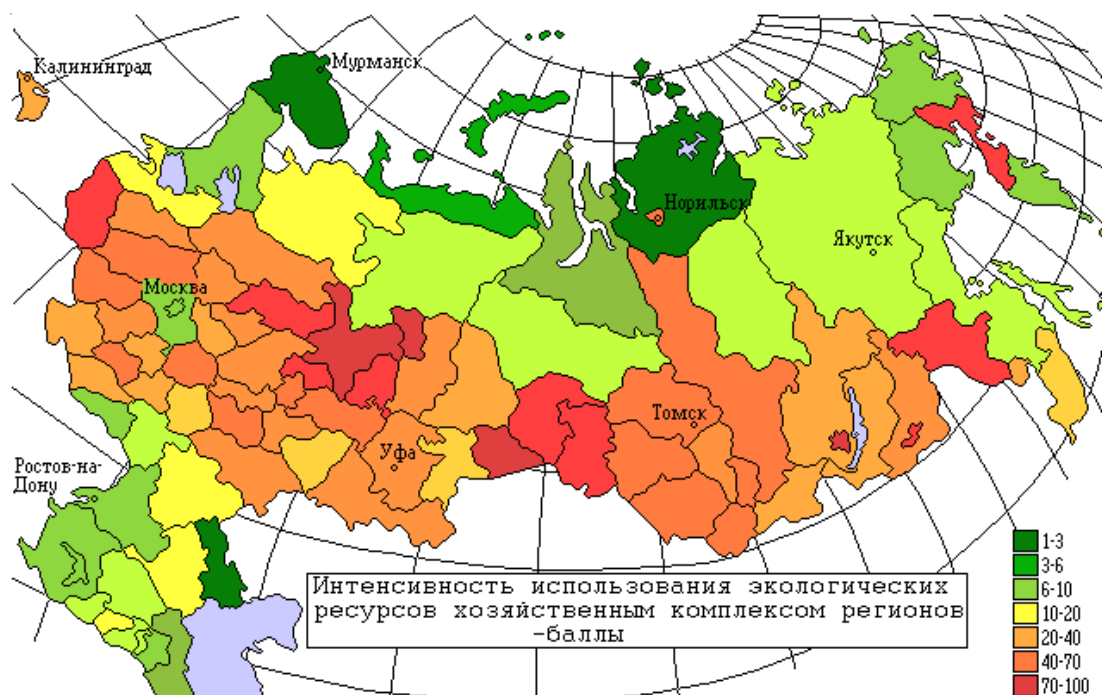 Калининград
Мурманск
Норильск
Якутск
Москва
Томск
Уфа
Ростов-на-
Дону
Интенсивность использования экологических
ресурсов хозяйственным комплексом регионов
-баллы
1-3
3-6
6-10
10-20
20-40
40-70
70-100